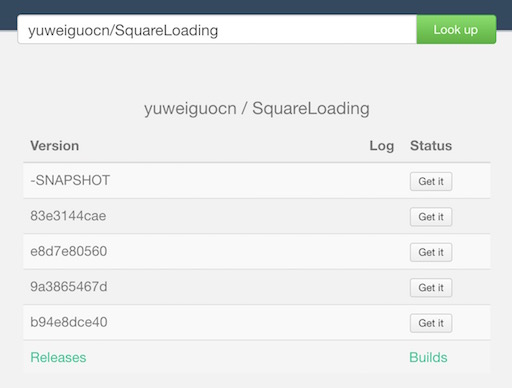 yuweiguocn/SquareLoading Look up
yuweiguocn / SquareLoading
Version Log Status
-SNAPSHOT Get it
83e3144cae Get it
e8d7e80560 Get it
9a3865467d Get it
b94e8dce40 Get it
Releases Builds